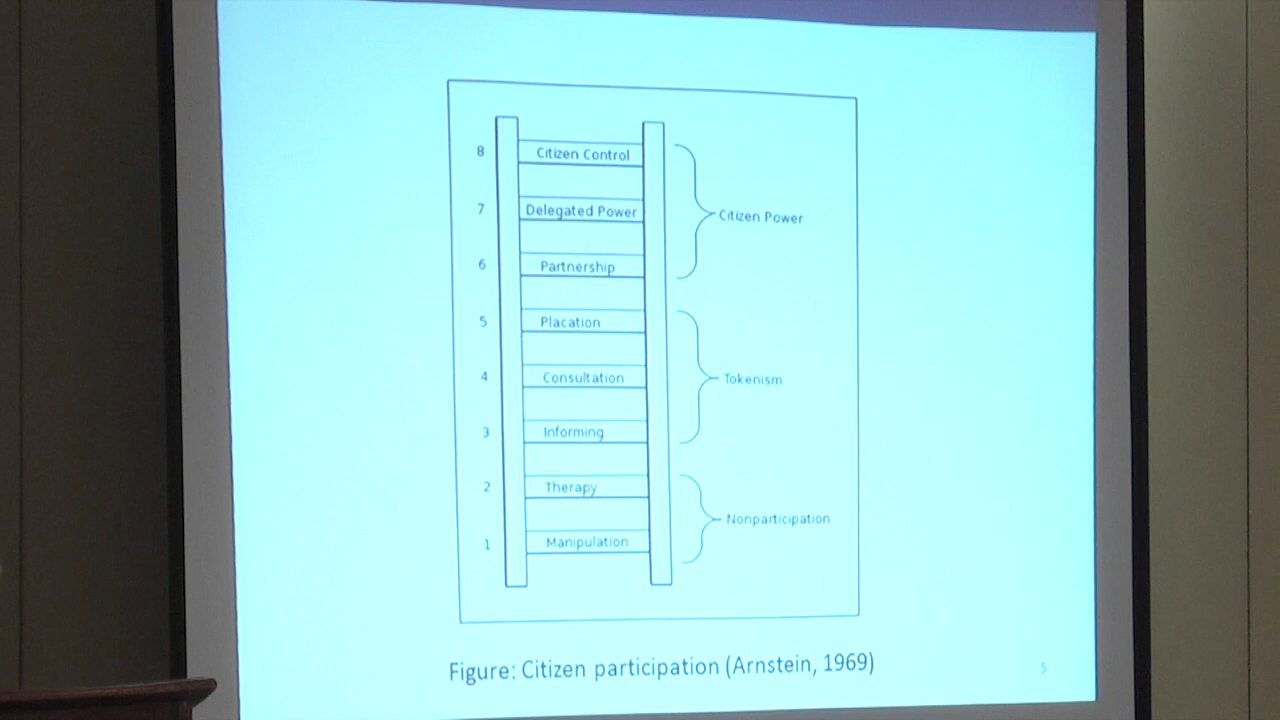 8 Citizen Control
7 Delegated Power
Citizen Power
6 Partnership
5 Placation
4 Consultation
Tokenism
3 Informing
2 Therapy
Nonparticipation
1 Manipulation
Figure: Citizen participation (Arnstein, 1969)
5